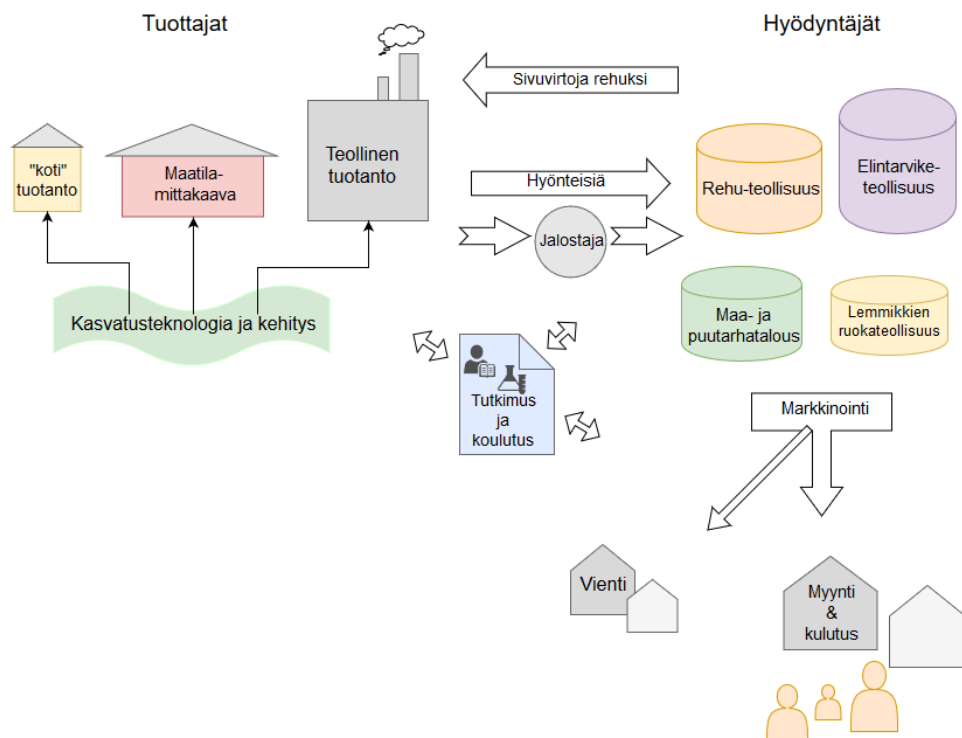 Tuottajat
Hyödyntäjät
Sivuvirtoja rehuksi
"koti"
tuotanto
Maatila-
mittakaava
Teollinen
tuotanto
Hyönteisiä
Jalostaja
Rehu-teollisuus
Elintarvike-
teollisuus
Kasvatusteknologia ja kehitys
Maa- ja
puutarhatalous
Lemmikkien
ruokateollisuus
Tutkimus
ja
koulutus
Markkinointi
Vienti
Myynti
&
kulutus